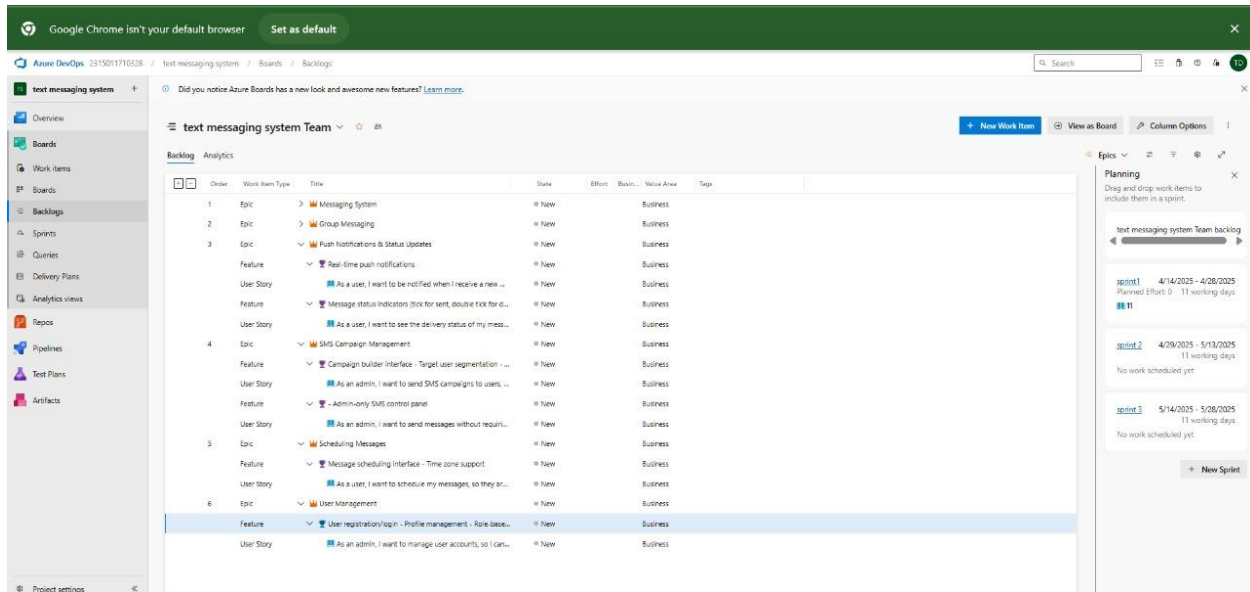 Google Chrome isn't your default browser Set as default
Azure DevOps 2315011710328 / text messaging system / Boards / Backlogs Search TD
text messaging system +
Did you notice Azure Boards has a new look and awesome new features? Learn more.
Overview
Boards
Work items
Boards
Backlogs
Sprints
Queries
Delivery Plans
Analytics views
Repos
Pipelines
Test Plans
Artifacts
Project settings
text messaging system Team
+ New Work Item View as Board Column Options
Backlog Analytics
Epics
Order Work Item Type Title State Effort Busin... Value Area Tags
1 Epic Messaging System New Business
2 Epic Group Messaging New Business
3 Epic Push Notifications & Status Updates New Business
Feature Real-time push notifications New Business
User Story As a user, I want to be notified when I receive a new ... New Business
Feature Message status indicators (tick for sent, double tick for d... New Business
User Story As a user, I want to see the delivery status of my mess... New Business
4 Epic SMS Campaign Management New Business
Feature Campaign builder interface - Target user segmentation - ... New Business
User Story As an admin, I want to send SMS campaigns to users, ... New Business
Feature - Admin-only SMS control panel New Business
User Story As an admin, I want to send messages without requiri... New Business
5 Epic Scheduling Messages New Business
Feature Message scheduling interface - Time zone support New Business
User Story As a user, I want to schedule my messages, so they ar... New Business
6 Epic User Management New Business
Feature User registration/login - Profile management - Role-base... New Business
User Story As an admin, I want to manage user accounts, so I can... New Business
Planning
Drag and drop work items to
include them in a sprint.
text messaging system Team backlog
sprint1 4/14/2025 - 4/28/2025
Planned Effort: 0 11 working days
11
sprint 2 4/29/2025 - 5/13/2025
11 working days
No work scheduled yet
sprint 3 5/14/2025 - 5/28/2025
11 working days
No work scheduled yet
+ New Sprint